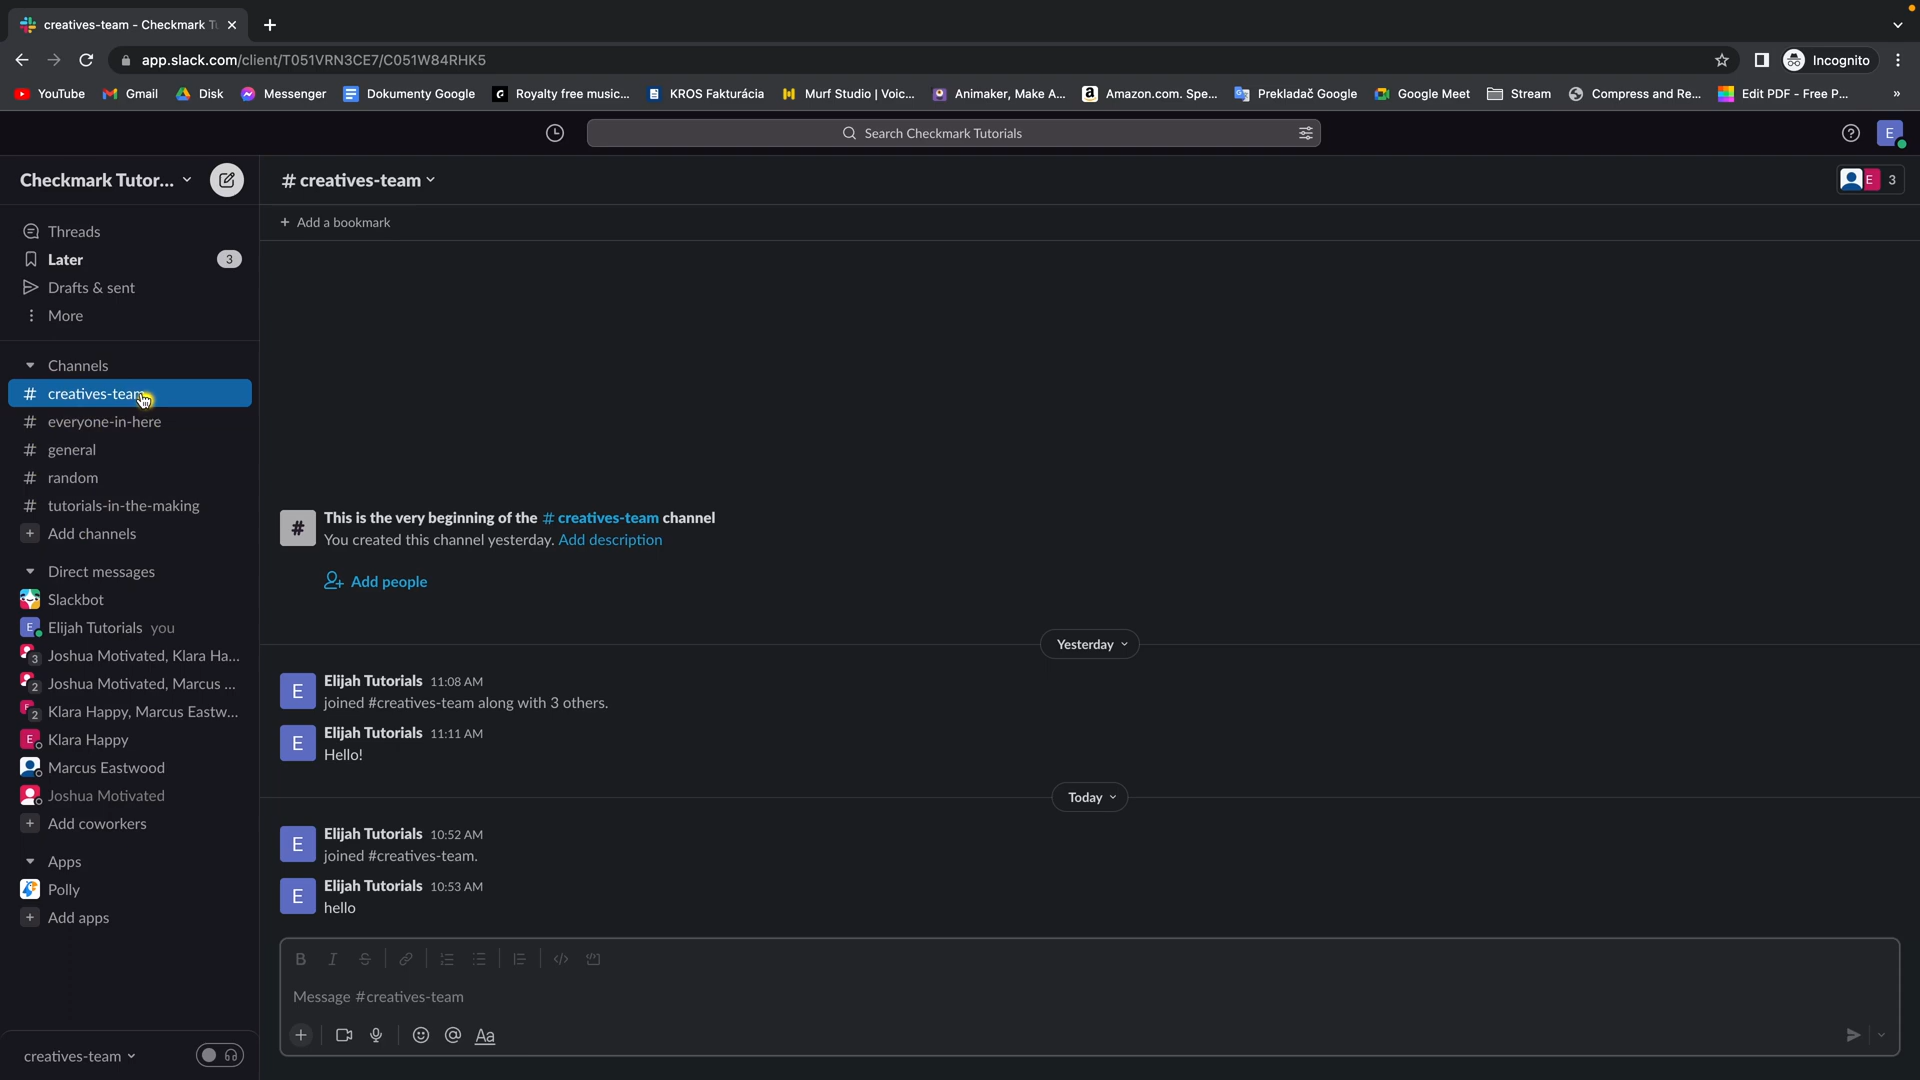 creatives-team - Checkmark Tu
app.slack.com/client/T051VRN3CE7/C051W84RHK5
Incognito
YouTube
Gmail
Disk
Messenger
Dokumenty Google
Royalty free music...
KROS Fakturácia
Murf Studio | Voic...
Animaker, Make A...
Amazon.com. Spe...
Prekladač Google
Google Meet
Stream
Compress and Re...
Edit PDF - Free P...
»
Search Checkmark Tutorials
E
Checkmark Tutor...
# creatives-team
E 3
Threads
Later 3
Drafts & sent
More
+ Add a bookmark
Channels
# creatives-team
# everyone-in-here
# general
# random
# tutorials-in-the-making
+ Add channels
Direct messages
Slackbot
E Elijah Tutorials you
3 Joshua Motivated, Klara Ha...
2 Joshua Motivated, Marcus ...
2 Klara Happy, Marcus Eastw...
E Klara Happy
Marcus Eastwood
Joshua Motivated
+ Add coworkers
Apps
Polly
+ Add apps
creatives-team
# This is the very beginning of the # creatives-team channel
You created this channel yesterday. Add description
Add people
Yesterday
E Elijah Tutorials 11:08 AM
joined #creatives-team along with 3 others.
E Elijah Tutorials 11:11 AM
Hello!
Today
E Elijah Tutorials 10:52 AM
joined #creatives-team.
E Elijah Tutorials 10:53 AM
hello
B I S
Message #creatives-team
+ @ Aa